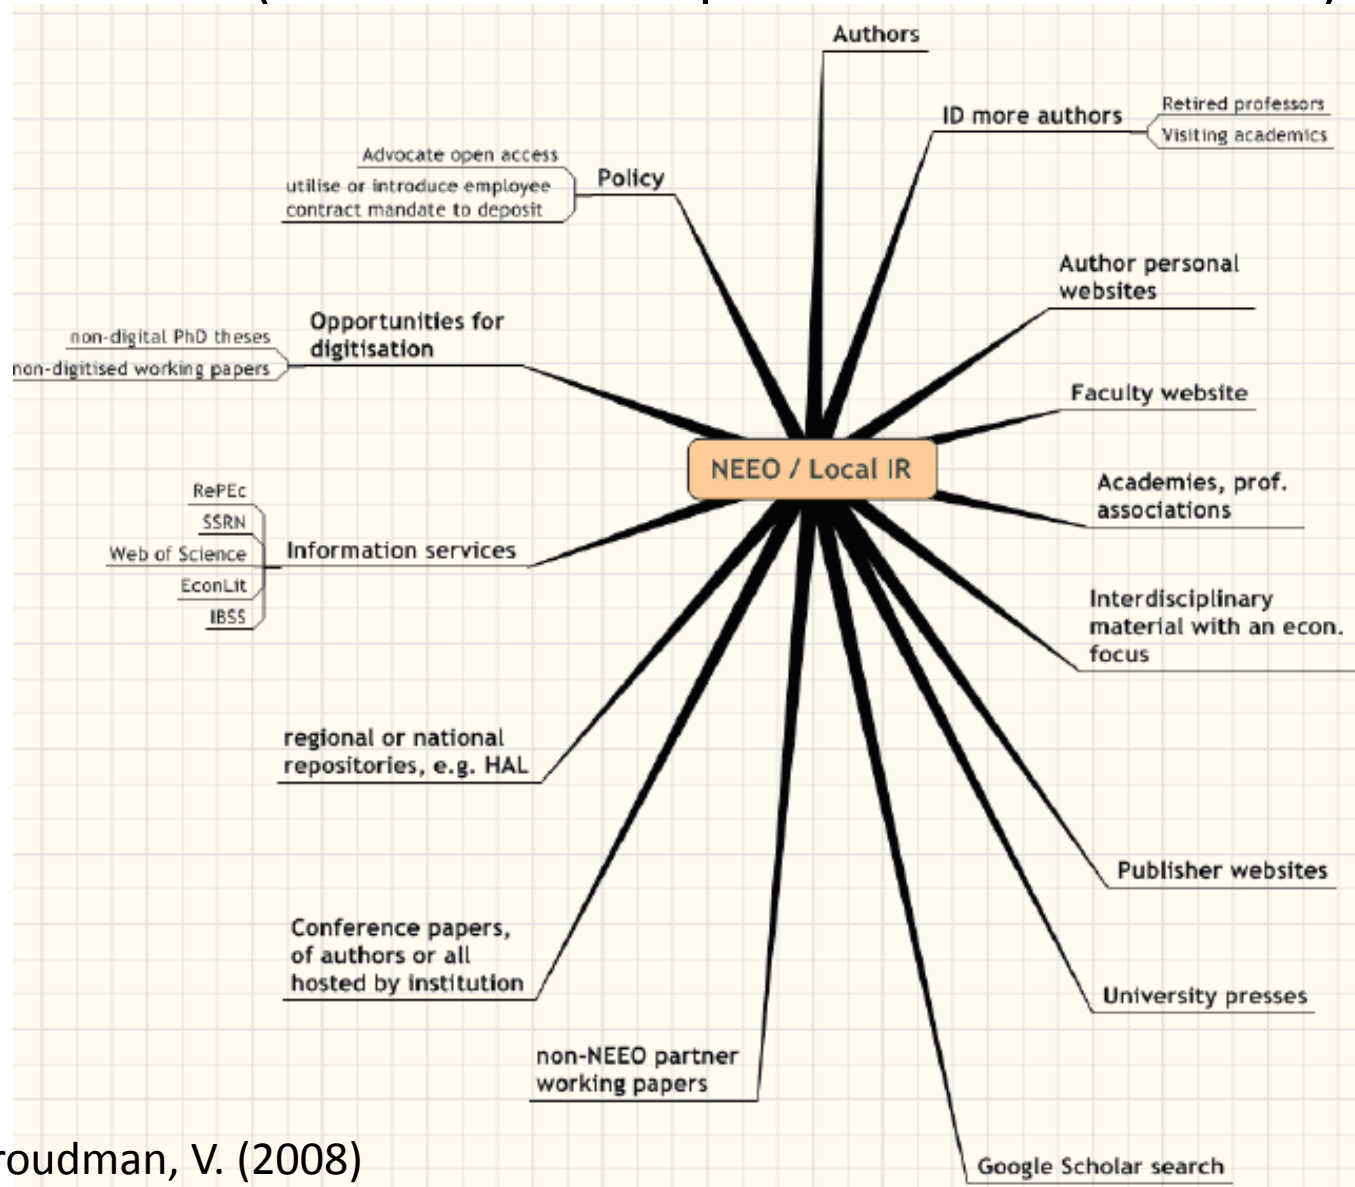 Authors
ID more authors
Retired professors
Visiting academics
Author personal
websites
Faculty website
Academies, prof.
associations
Interdisciplinary
material with an econ.
focus
Publisher websites
University presses
Google Scholar search
non-NEEO partner
working papers
Conference papers,
of authors or all
hosted by institution
regional or national
repositories, e.g. HAL
Information services
RePEc
SSRN
Web of Science
EconLit
IBSS
Opportunities for
digitisation
non-digital PhD theses
non-digitised working papers
Policy
Advocate open access
utilise or introduce employee
contract mandate to deposit
NEEO / Local IR
roudman, V. (2008)